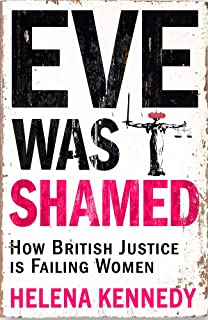 EVE
WAS
SHAMED
HOW BRITISH JUSTICE
IS FAILING WOMEN
HELENA KENNEDY